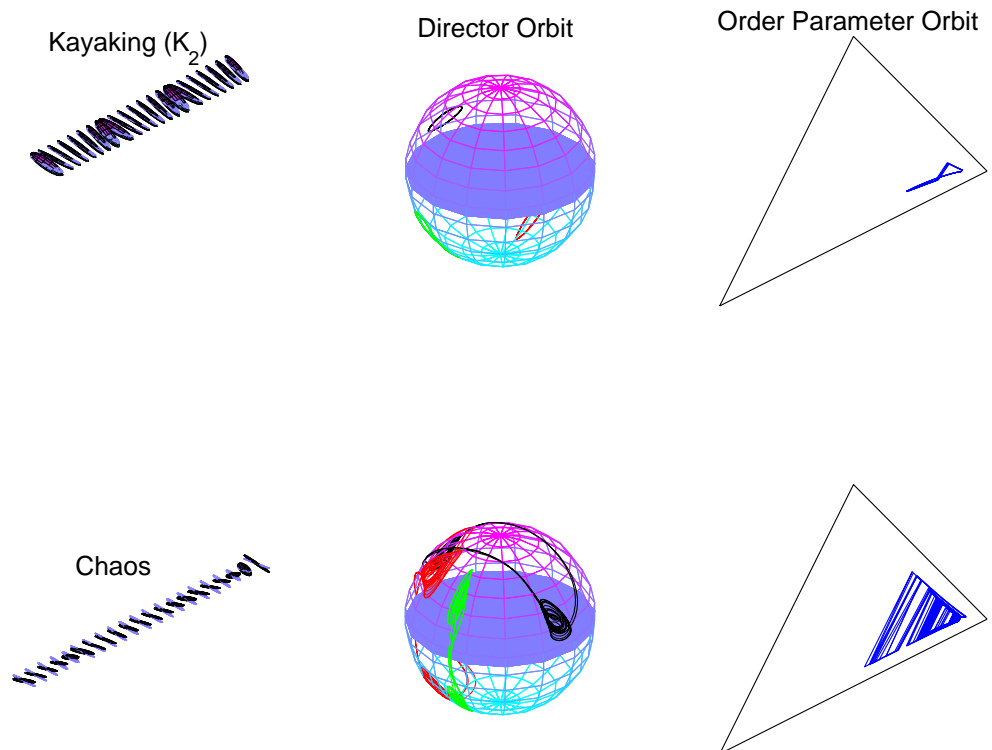 Kayaking (K2)
Director Orbit
Order Parameter Orbit
Chaos